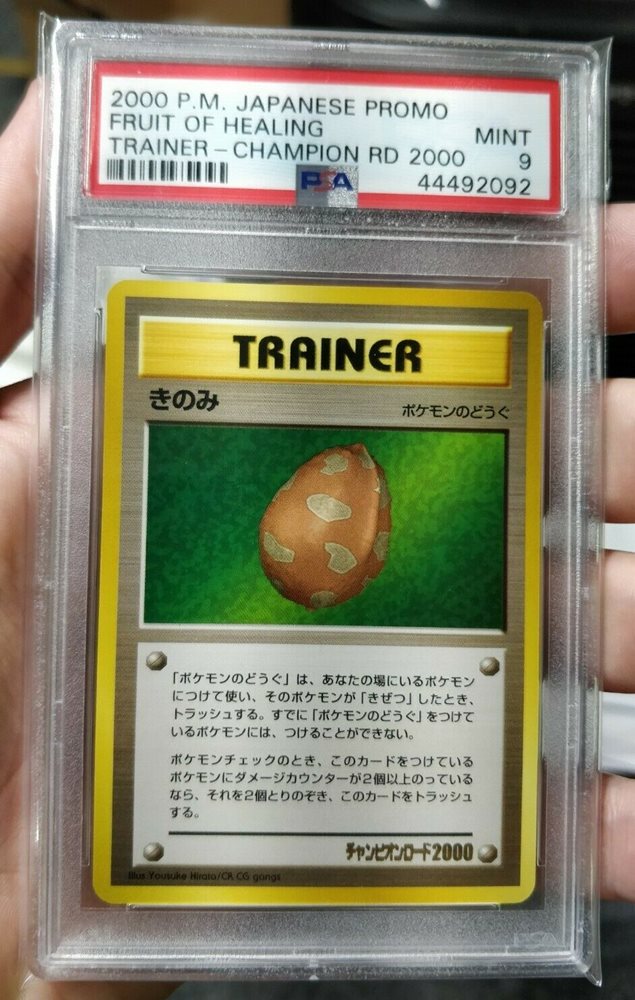 2000 P.M. JAPANESE PROMO
FRUIT OF HEALING
MINT
TRAINER – CHAMPION RD 2000
9
PSA
44492092
TRAINER
きのみ
ポケモンのどうぐ
「ポケモンのどうぐ」は、あなたの場にいるポケモン
につけて使い、そのポケモンが「きぜつ」したとき、
トラッシュする。すでに「ポケモンのどうぐ」をつけて
いるポケモンには、つけることができない。
ポケモンチェックのとき、このカードをつけている
ポケモンにダメージカウンターが2個以上のっている
なら、それを2個とりのぞき、このカードをトラッシュ
する。
チャンピオンロード2000
Illus Yousuke Hirata/CR CG gangs